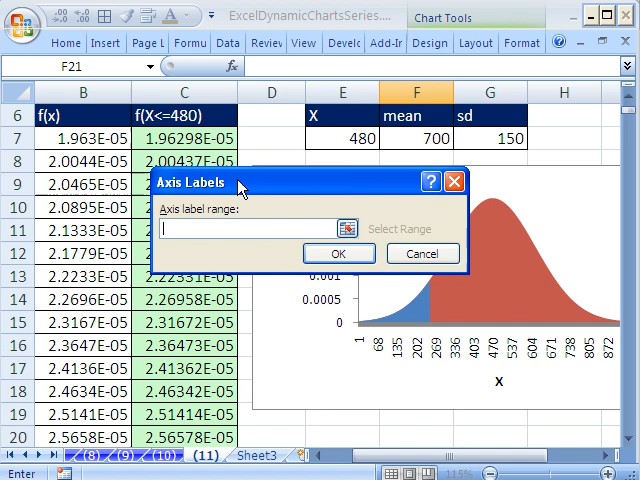 ExcelDynamicChartsSeries.... Chart Tools
Home Insert Page L Formu Data Review View Develc Add-Ir Design Layout Format
F21 fx
B C D E F G H
6 f(x) f(X<=480) X mean sd
7 1.963E-05 1.96298E-05 480 700 150
8 2.0044E-05 2.00437E-05
9 2.0465E-05
10 2.0895E-05
11 2.1333E-05
12 2.1779E-05
13 2.2233E-05 2.22331E-05
14 2.2696E-05 2.26958E-05
15 2.3167E-05 2.31672E-05
16 2.3647E-05 2.36473E-05
17 2.4136E-05 2.41362E-05
18 2.4634E-05 2.46342E-05
19 2.5141E-05 2.51414E-05
20 2.5658E-05 2.56578E-05
Axis Labels
Axis label range:
Select Range
OK Cancel
0.001
0.0005
0
1 68 135 202 269 336 403 470 537 604 671 738 805 872
X
(8) (9) (10) (11) Sheet3
Enter 115%